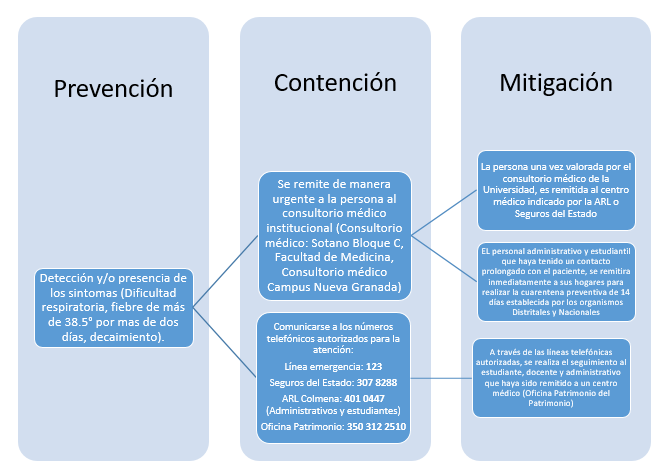 Prevención
Detección y/o presencia de
los sintomas (Dificultad
respiratoria, fiebre de más
de 38.5° por mas de dos
días, decaimiento).
Contención
Se remite de manera
urgente a la persona al
consultorio médico
institucional (Consultorio
médico: Sotano Bloque C,
Facultad de Medicina,
Consultorio médico
Campus Nueva Granada)
Comunicarse a los números
telefónicos autorizados para la
atención:
Línea emergencia: 123
Seguros del Estado: 307 8288
ARL Colmena: 401 0447
(Administrativos y estudiantes)
Oficina Patrimonio: 350 312 2510
Mitigación
La persona una vez valorada por el
consultorio médico de la
Universidad, es remitida al centro
médico indicado por la ARL o
Seguros del Estado
EL personal administrativo y estudiantil
que haya tenido un contacto
prolongado con el paciente, se remitira
inmediatamente a sus hogares para
realizar la cuarentena preventiva de 14
días establecida por los organismos
Distritales y Nacionales
A través de las líneas telefónicas
autorizadas, se realiza el seguimiento al
estudiante, docente y administrativo
que haya sido remitido a un centro
médico (Oficina Patrimonio del
Patrimonio)